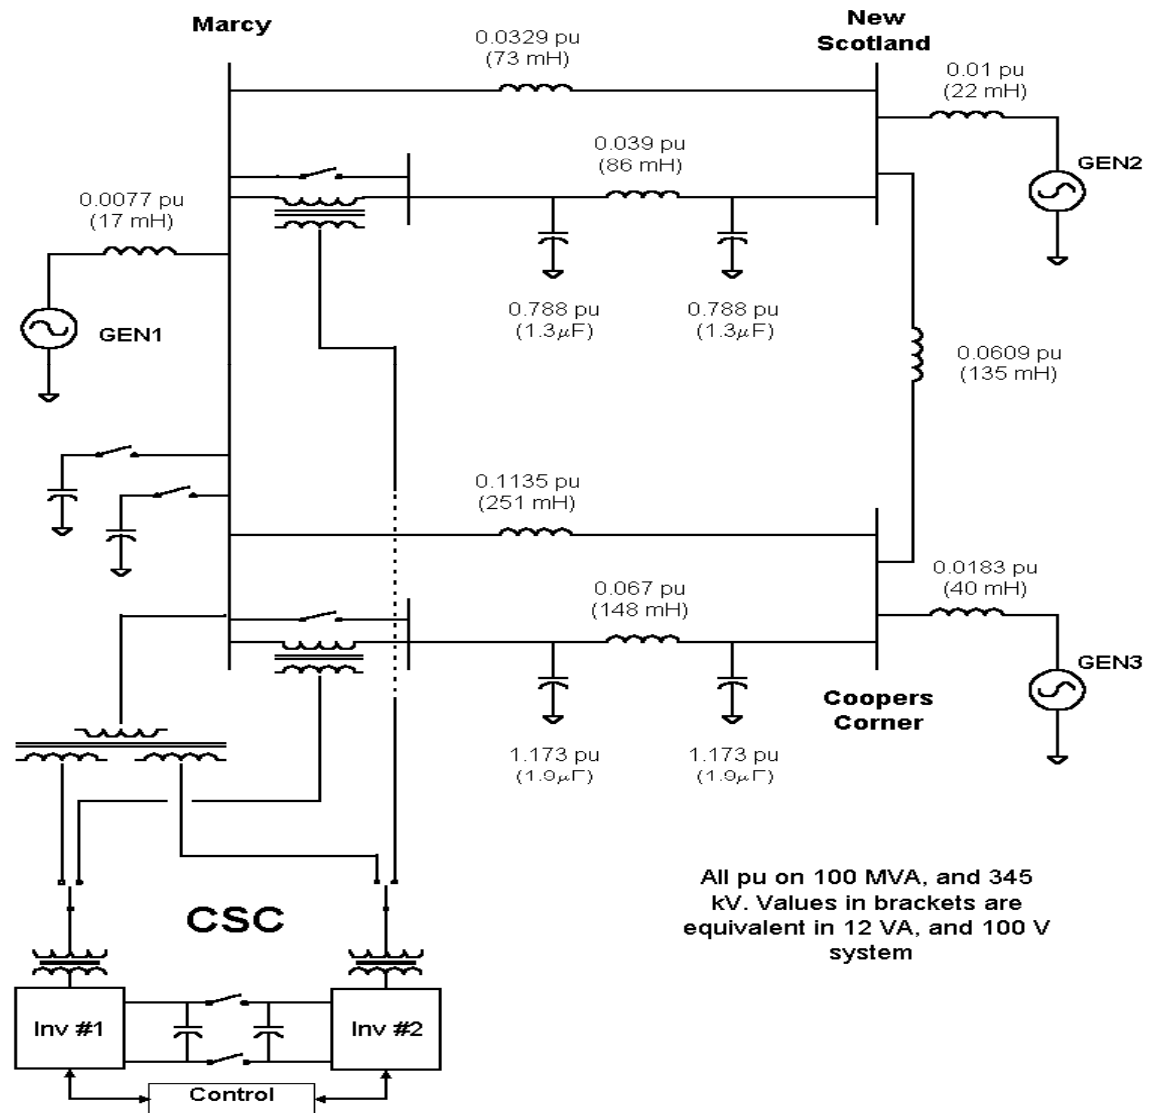 Marcy
New
Scotland
0.0329 pu
(73 mH)
0.01 pu
(22 mH)
0.039 pu
(86 mH)
GEN2
0.0077 pu
(17 mH)
GEN1
0.788 pu
(1.3μF)
0.788 pu
(1.3μF)
0.0609 pu
(135 mH)
0.1135 pu
(251 mH)
0.067 pu
(148 mH)
0.0183 pu
(40 mH)
GEN3
Coopers
Corner
1.173 pu
(1.9μF)
1.173 pu
(1.9μF)
All pu on 100 MVA, and 345
kV. Values in brackets are
equivalent in 12 VA, and 100 V
system
CSC
Inv #1
Inv #2
Control